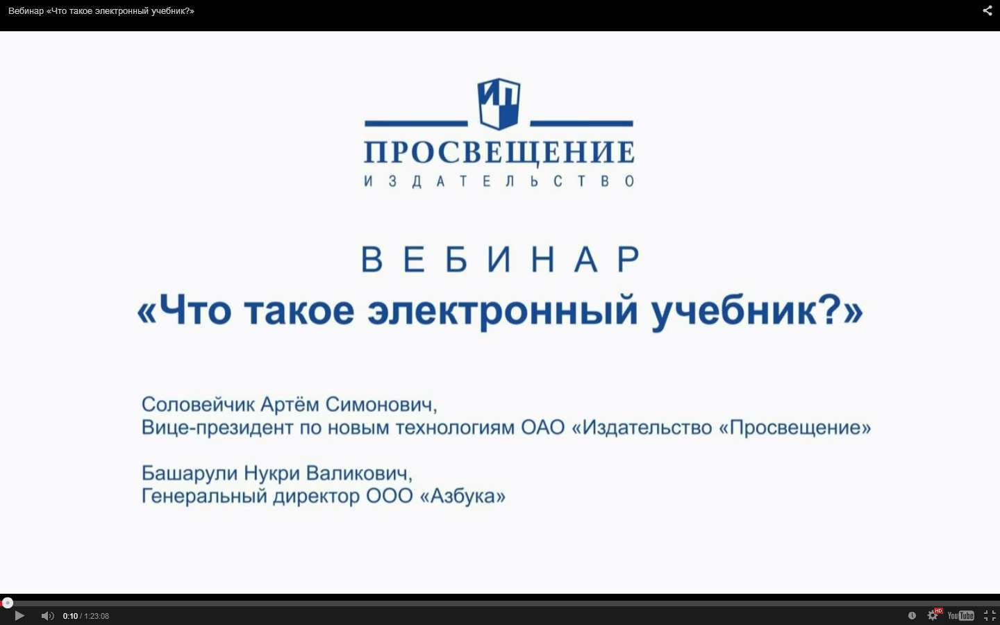 Вебинар «Что такое электронный учебник?»
ИП
ПРОСВЕЩЕНИЕ
ИЗДАТЕЛЬСТВО
ВЕБИНАР
«Что такое электронный учебник?»
Соловейчик Артём Симонович,
Вице-президент по новым технологиям ОАО «Издательство «Просвещение»
Башарули Нукри Валикович,
Генеральный директор ООО «Азбука»
0:10 / 1:23:08
HD
YouTube